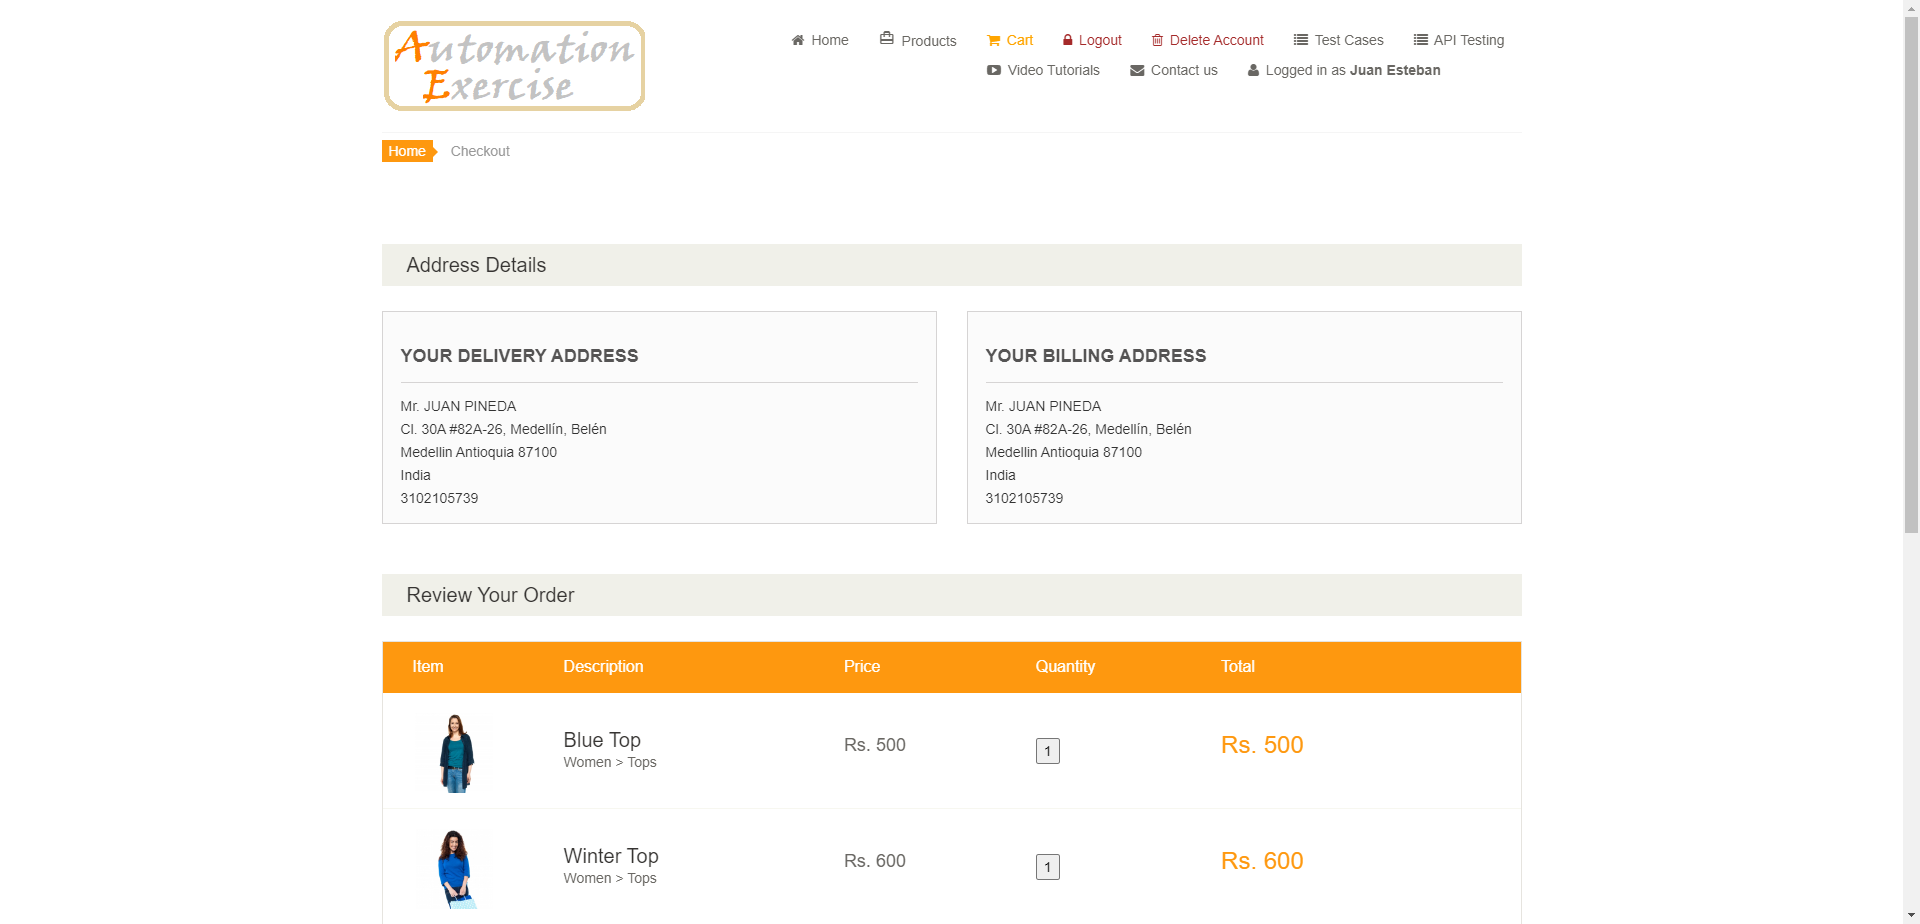 Automation
Exercise
Home Products Cart Logout Delete Account Test Cases API Testing
Video Tutorials Contact us Logged in as Juan Esteban
Home Checkout
Address Details
YOUR DELIVERY ADDRESS
Mr. JUAN PINEDA
Cl. 30A #82A-26, Medellín, Belén
Medellin Antioquia 87100
India
3102105739
YOUR BILLING ADDRESS
Mr. JUAN PINEDA
Cl. 30A #82A-26, Medellín, Belén
Medellin Antioquia 87100
India
3102105739
Review Your Order
Item Description Price Quantity Total
Blue Top
Women > Tops
Rs. 500 1 Rs. 500
Winter Top
Women > Tops
Rs. 600 1 Rs. 600